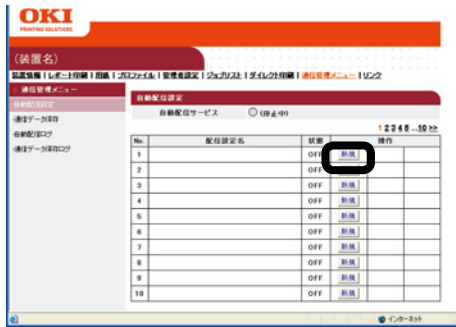 OKI
PRINTING SOLUTIONS
(装置名)
装置情報 | レポート印刷 | 用紙 | プロファイル | 管理者設定 | ジョブリスト | ダイレクト印刷 | 通信管理メニュー | リンク
通信管理メニュー
自動配信設定
・通信データ保存
・自動配信ログ
・通信データ保存ログ
自動配信設定
自動配信サービス (停止中)
1 2 3 4 5 ...10 >>
No. 配信設定名 状態 操作
1 OFF 新規
2 OFF 新規
3 OFF 新規
4 OFF 新規
5 OFF 新規
6 OFF 新規
7 OFF 新規
8 OFF 新規
9 OFF 新規
10 OFF 新規
インターネット